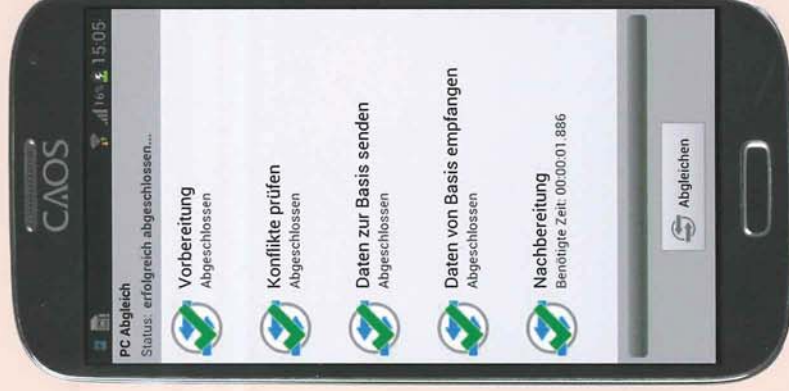 CAOS
16% 15:05
PC Abgleich
Status: erfolgreich abgeschlossen...
Vorbereitung
Abgeschlossen
Konflikte prüfen
Abgeschlossen
Daten zur Basis senden
Abgeschlossen
Daten von Basis empfangen
Abgeschlossen
Nachbereitung
Benötigte Zeit: 00:00:01.886
Abgleichen